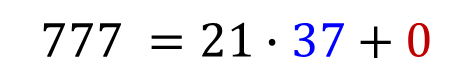 777 = 21 · 37 + 0